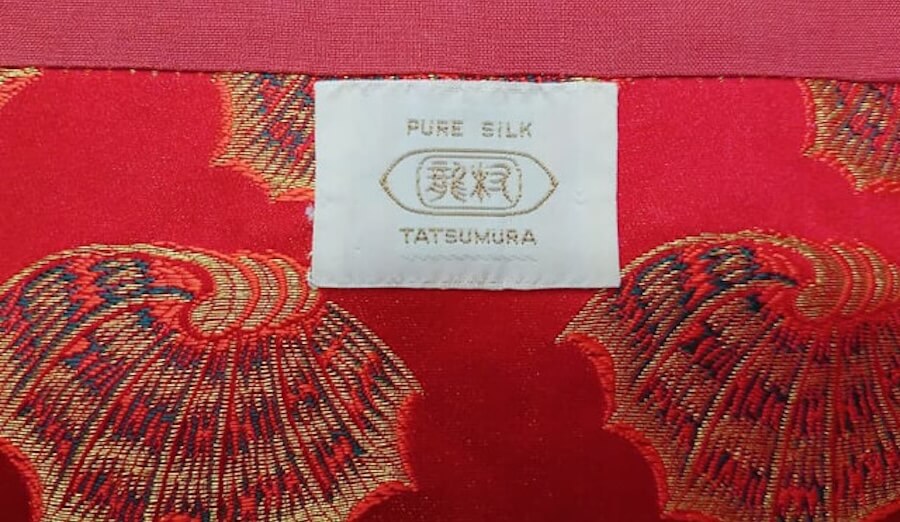 PURE SILK
龍村
TATSUMURA